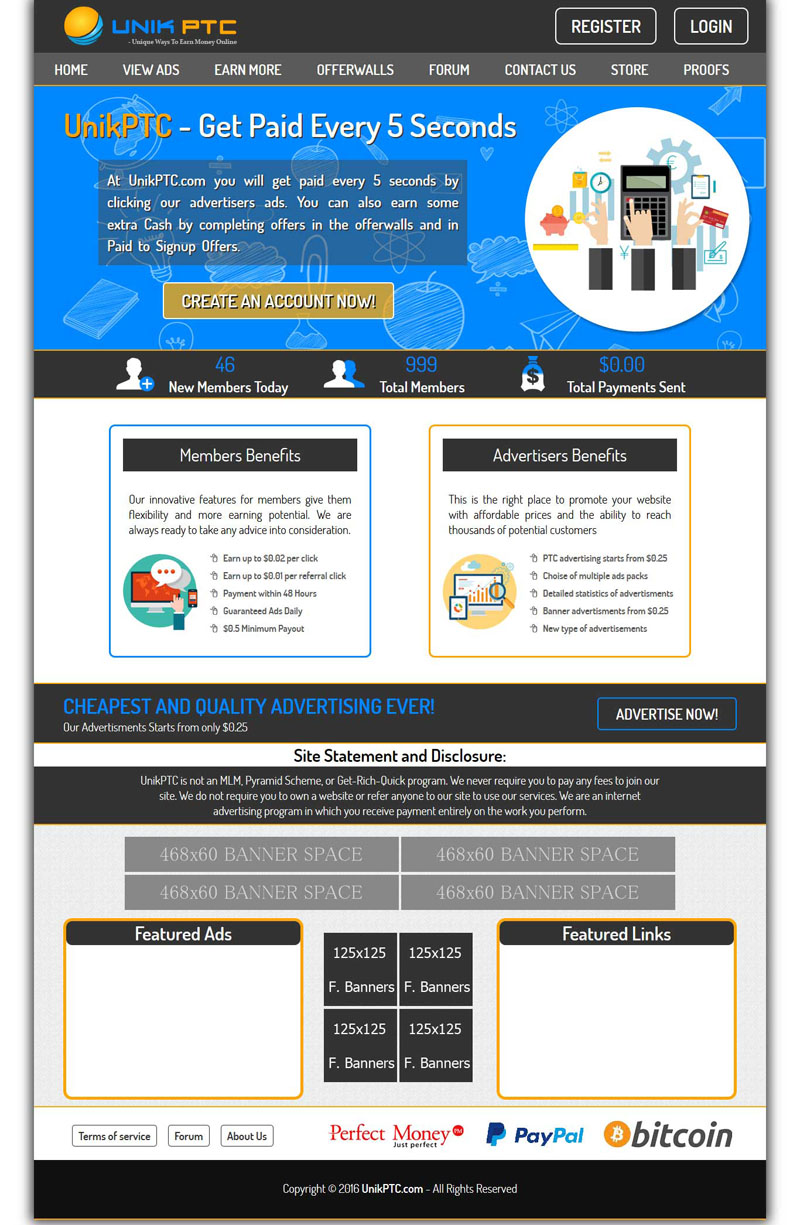 UNIK PTC
- Unique Ways To Earn Money Online
REGISTER
LOGIN
HOME
VIEW ADS
EARN MORE
OFFERWALLS
FORUM
CONTACT US
STORE
PROOFS
UnikPTC - Get Paid Every 5 Seconds
At UnikPTC.com you will get paid every 5 seconds by
clicking our advertisers ads. You can also earn some
extra Cash by completing offers in the offerwalls and in
Paid to Signup Offers.
CREATE AN ACCOUNT NOW!
46
New Members Today
999
Total Members
$0.00
Total Payments Sent
Members Benefits
Our innovative features for members give them
flexibility and more earning potential. We are
always ready to take any advice into consideration.
Earn up to $0.02 per click
Earn up to $0.01 per referral click
Payment within 48 Hours
Guaranteed Ads Daily
$0.5 Minimum Payout
Advertisers Benefits
This is the right place to promote your website
with affordable prices and the ability to reach
thousands of potential customers
PTC advertising starts from $0.25
Choise of multiple ads packs
Detailed statistics of advertisments
Banner advertisments from $0.25
New type of advertisements
CHEAPEST AND QUALITY ADVERTISING EVER!
Our Advertisments Starts from only $0.25
ADVERTISE NOW!
Site Statement and Disclosure:
UnikPTC is not an MLM, Pyramid Scheme, or Get-Rich-Quick program. We never require you to pay any fees to join our
site. We do not require you to own a website or refer anyone to our site to use our services. We are an internet
advertising program in which you receive payment entirely on the work you perform.
468x60 BANNER SPACE
468x60 BANNER SPACE
468x60 BANNER SPACE
468x60 BANNER SPACE
Featured Ads
125x125
F. Banners
125x125
F. Banners
125x125
F. Banners
125x125
F. Banners
Featured Links
Terms of service
Forum
About Us
Perfect Money PM
Just perfect
PayPal
bitcoin
Copyright © 2016 UnikPTC.com - All Rights Reserved